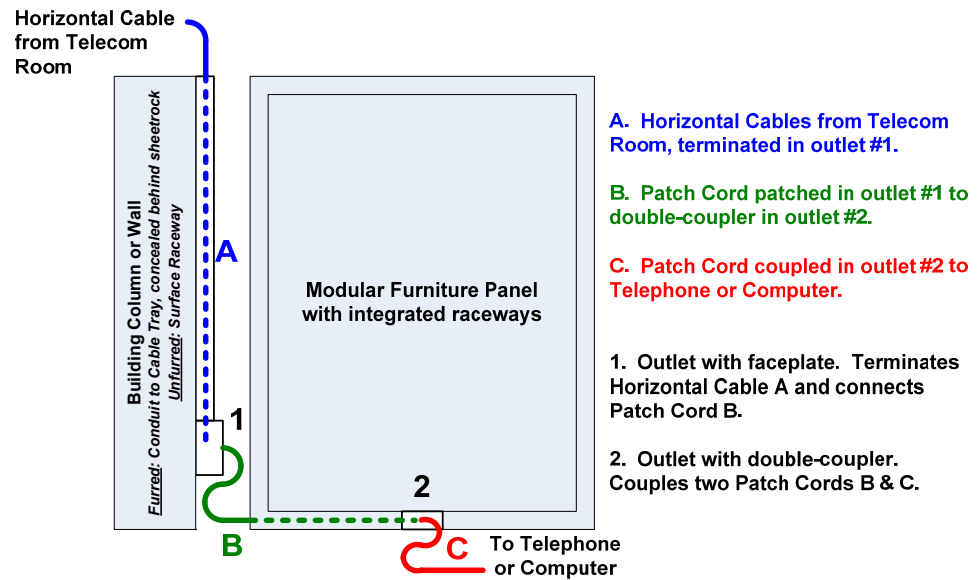 Horizontal Cable
from Telecom
Room
Building Column or Wall
Furred: Conduit to Cable Tray, concealed behind sheetrock
Unfurred: Surface Raceway
A
1
B
Modular Furniture Panel
with integrated raceways
2
C
To Telephone
or Computer
A.  Horizontal Cables from Telecom
Room, terminated in outlet #1.
B.  Patch Cord patched in outlet #1 to
double-coupler in outlet #2.
C.  Patch Cord coupled in outlet #2 to
Telephone or Computer.
1.  Outlet with faceplate.  Terminates
Horizontal Cable A and connects
Patch Cord B.
2.  Outlet with double-coupler.
Couples two Patch Cords B & C.